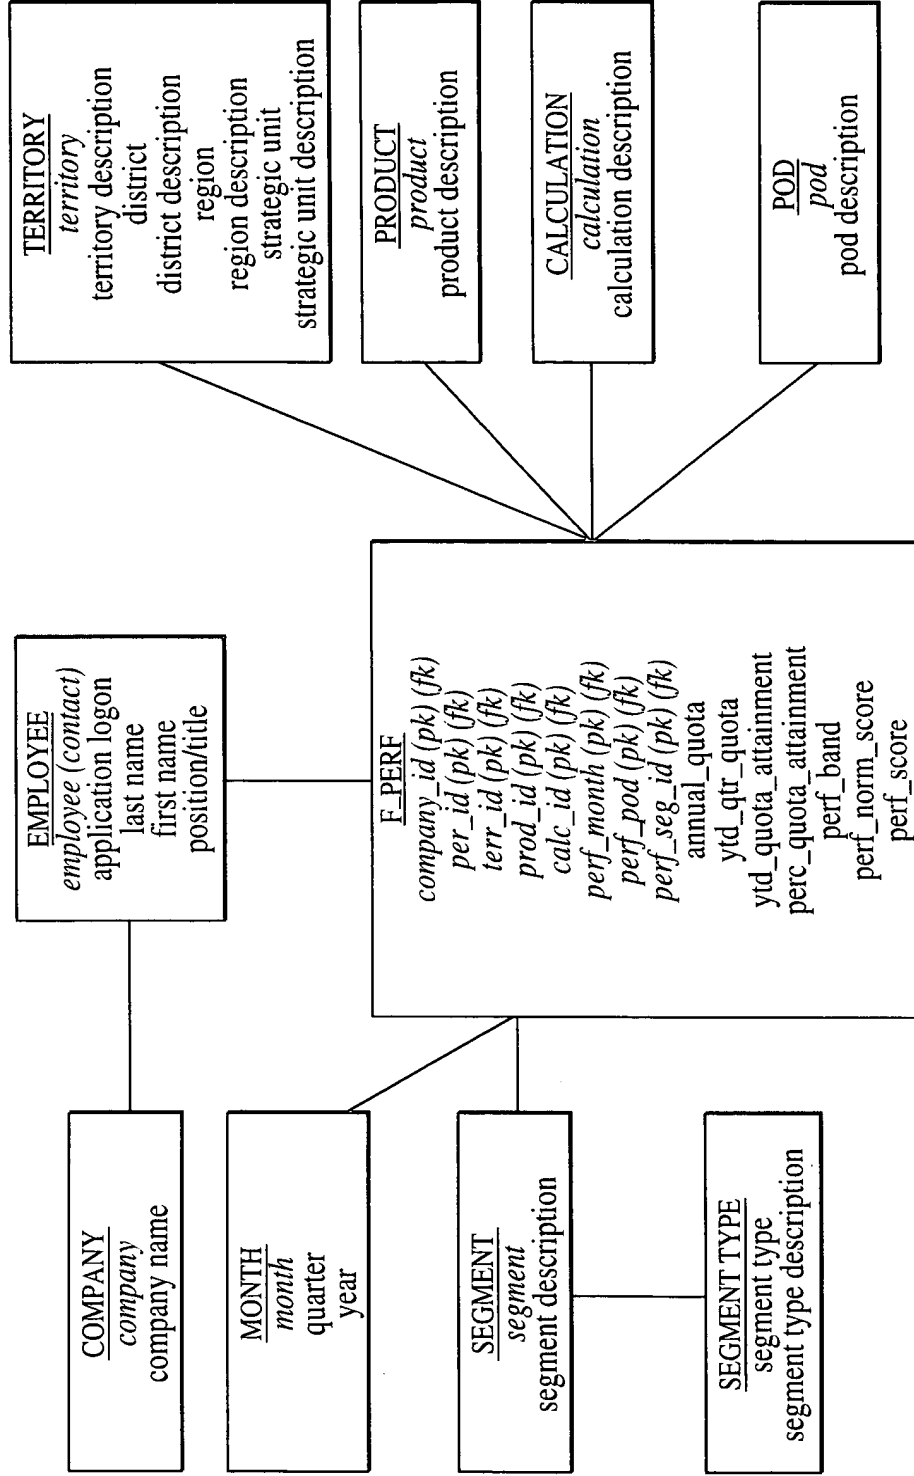 COMPANY
company
company name
MONTH
month
quarter
year
SEGMENT
segment
segment description
SEGMENT TYPE
segment type
segment type description
EMPLOYEE
employee (contact)
application logon
last name
first name
position/title
F_PERF
company_id (pk) (fk)
per_id (pk) (fk)
terr_id (pk) (fk)
prod_id (pk) (fk)
calc_id (pk) (fk)
perf_month (pk) (fk)
perf_pod (pk) (fk)
perf_seg_id (pk) (fk)
annual_quota
ytd_qtr_quota
ytd_quota_attainment
perc_quota_attainment
perf_band
perf_norm_score
perf_score
TERRITORY
territory
territory description
district
district description
region
region description
strategic unit
strategic unit description
PRODUCT
product
product description
CALCULATION
calculation
calculation description
POD
pod
pod description